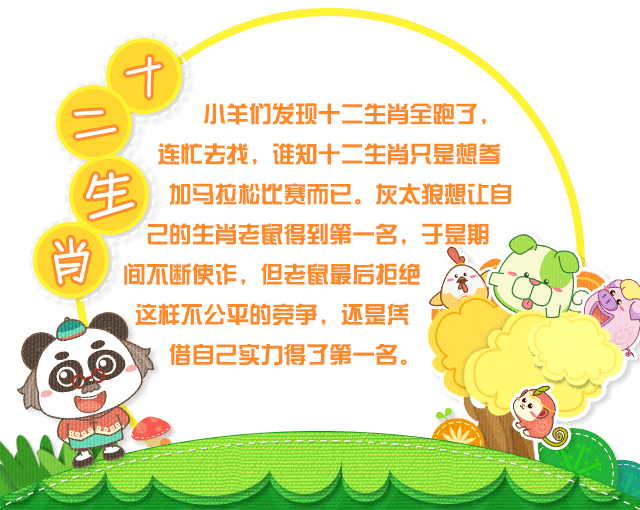 十二生肖
小羊们发现十二生肖全跑了，
连忙去找，谁知十二生肖只是想参
加马拉松比赛而已。灰太狼想让自
己的生肖老鼠得到第一名，于是期
间不断使诈，但老鼠最后拒绝
这样不公平的竞争，还是凭
借自己实力得了第一名。